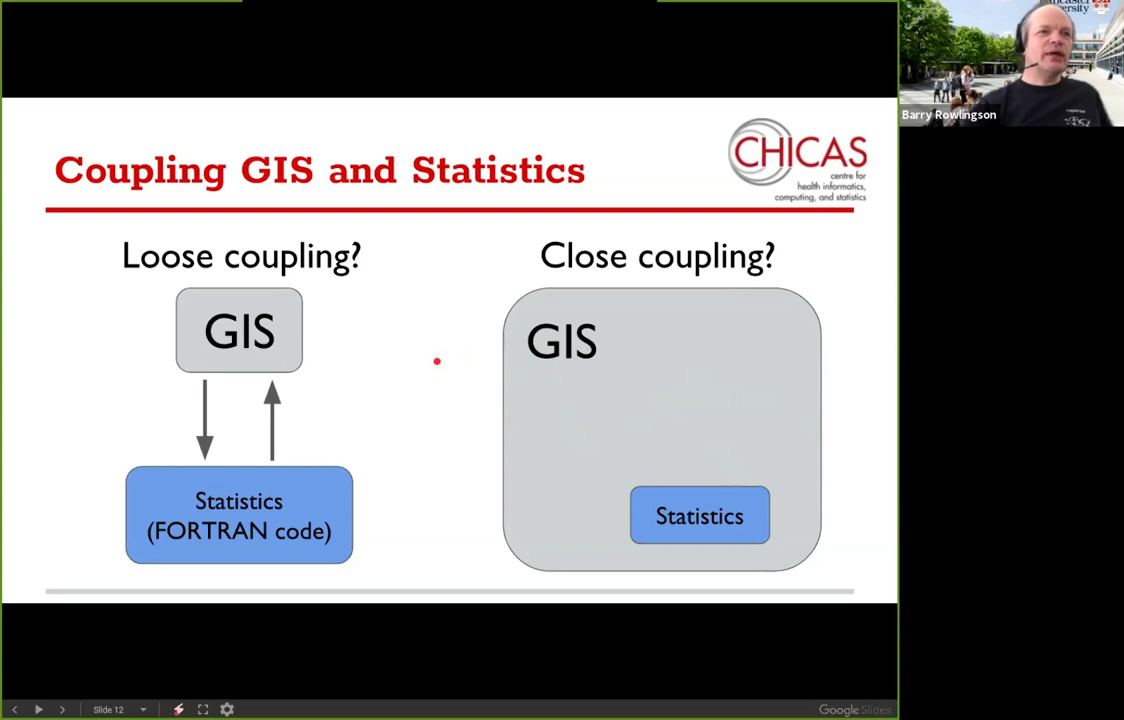 Coupling GIS and Statistics
CHICAS
centre for
health informatics,
computing, and statistics
Loose coupling?
Close coupling?
GIS
GIS
Statistics
(FORTRAN code)
Statistics
University
Barry Rowlingson
Slide 12
Google Slides